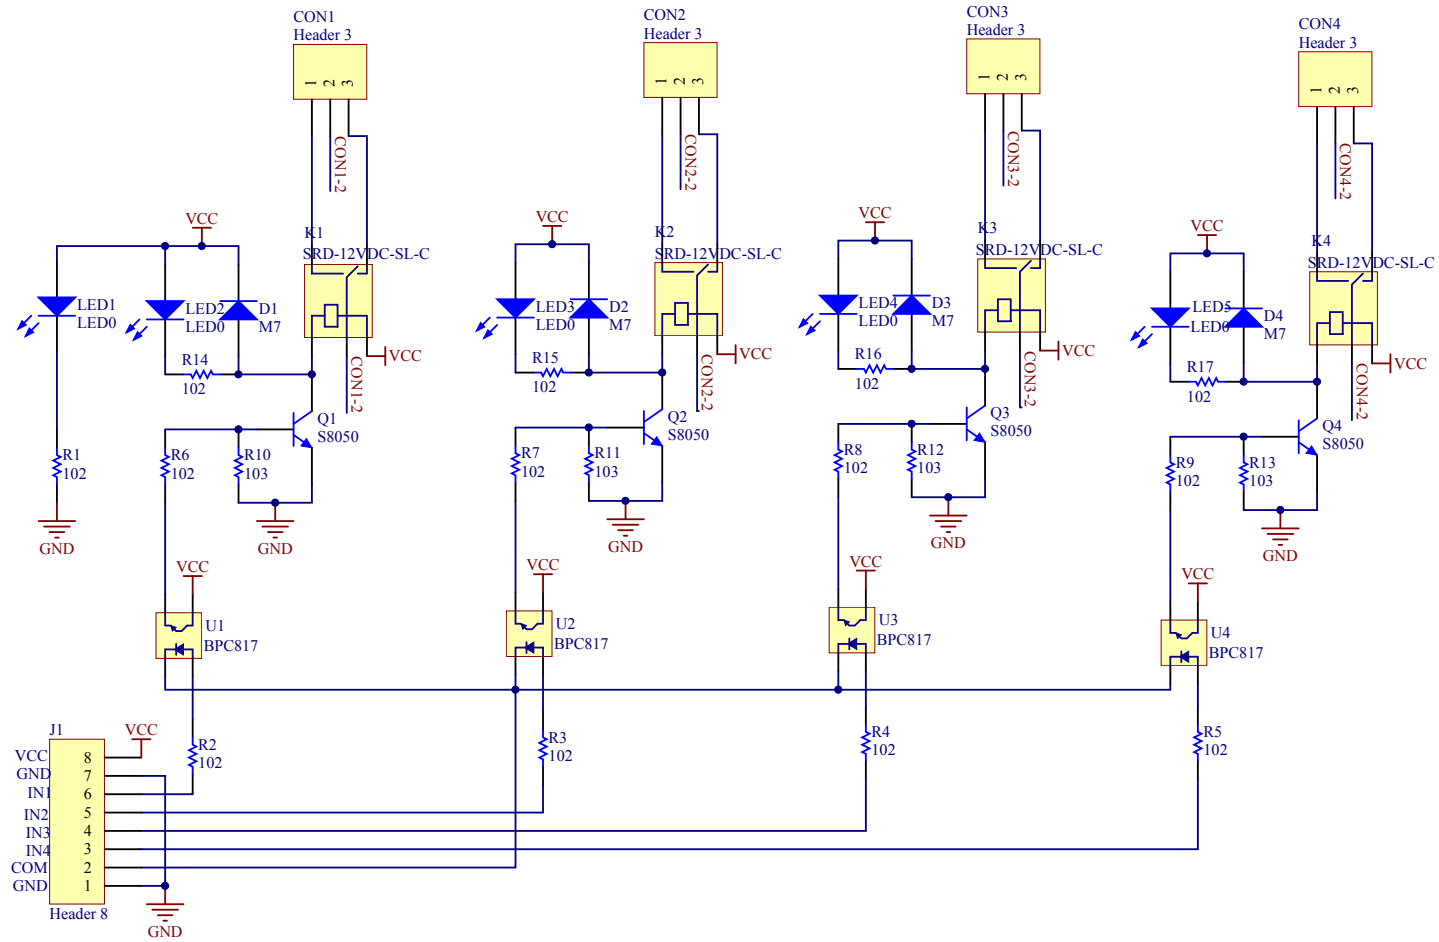 CON1
Header 3
1
2
3
CON1-2
VCC
K1
SRD-12VDC-SL-C
LED1
LED0
LED2
LED0
D1
M7
R14
102
VCC
CON1-2
Q1
S8050
R1
102
R6
102
R10
103
GND
GND
VCC
U1
BPC817
CON2
Header 3
1
2
3
CON2-2
VCC
K2
SRD-12VDC-SL-C
LED3
LED0
D2
M7
R15
102
VCC
CON2-2
Q2
S8050
R7
102
R11
103
GND
VCC
U2
BPC817
CON3
Header 3
1
2
3
CON3-2
VCC
K3
SRD-12VDC-SL-C
LED4
LED0
D3
M7
R16
102
VCC
CON3-2
Q3
S8050
R8
102
R12
103
GND
VCC
U3
BPC817
CON4
Header 3
1
2
3
CON4-2
VCC
K4
SRD-12VDC-SL-C
LED5
LED0
D4
M7
R17
102
VCC
CON4-2
Q4
S8050
R9
102
R13
103
GND
VCC
U4
BPC817
R2
102
R3
102
R4
102
R5
102
J1
VCC
VCC 8
GND 7
IN1 6
IN2 5
IN3 4
IN4 3
COM 2
GND 1
Header 8
GND